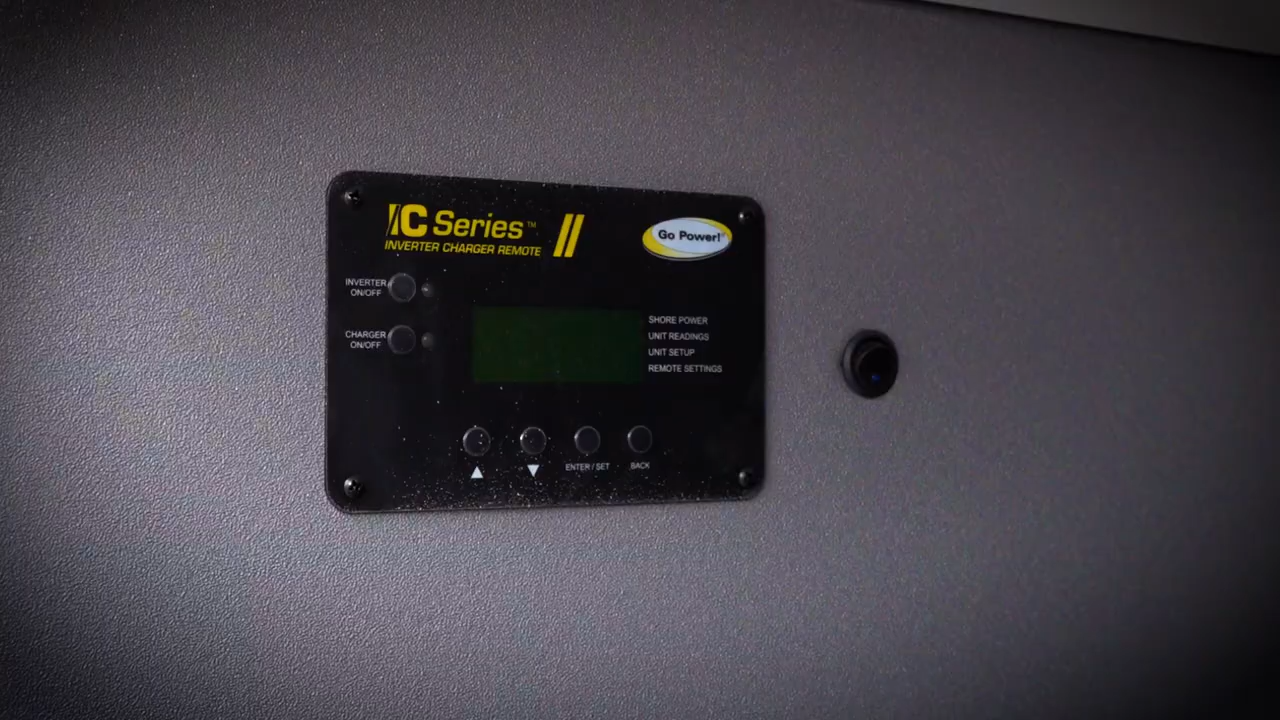 IC Series™
INVERTER CHARGER REMOTE
Go Power!®
INVERTER
ON/OFF
CHARGER
ON/OFF
SHORE POWER
UNIT READINGS
UNIT SETUP
REMOTE SETTINGS
ENTER / SET
BACK